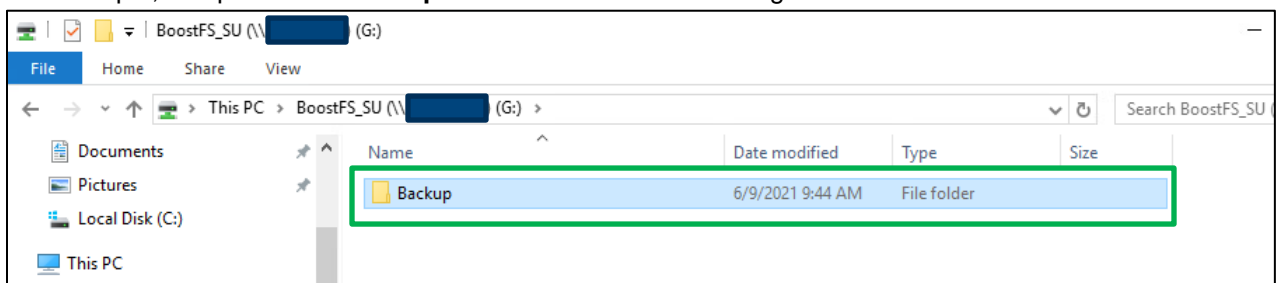 BoostFS_SU (\\ (G:)
File Home Share View
This PC > BoostFS_SU (\\ (G:) > Search BoostFS_SU (
Name Date modified Type Size
Documents
Pictures
Local Disk (C:)
This PC
Backup 6/9/2021 9:44 AM File folder